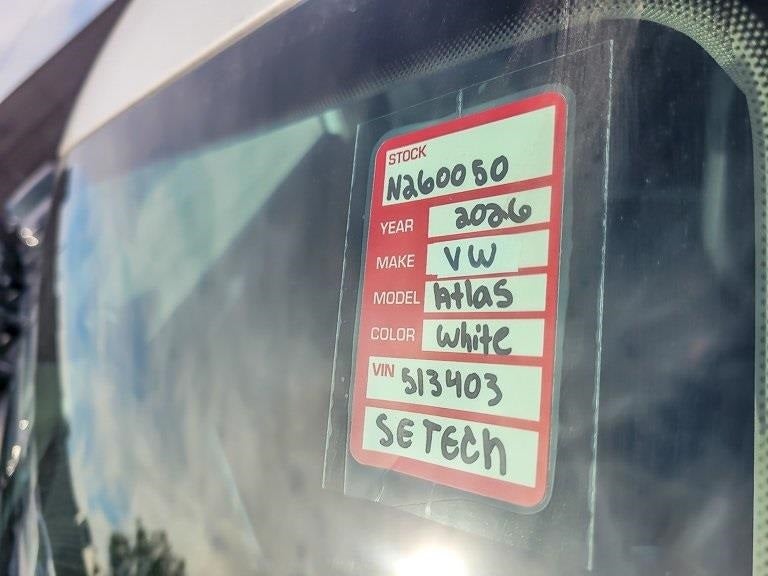 STOCK
N260050
YEAR 2026
MAKE VW
MODEL Atlas
COLOR White
VIN 513403
SE TECH